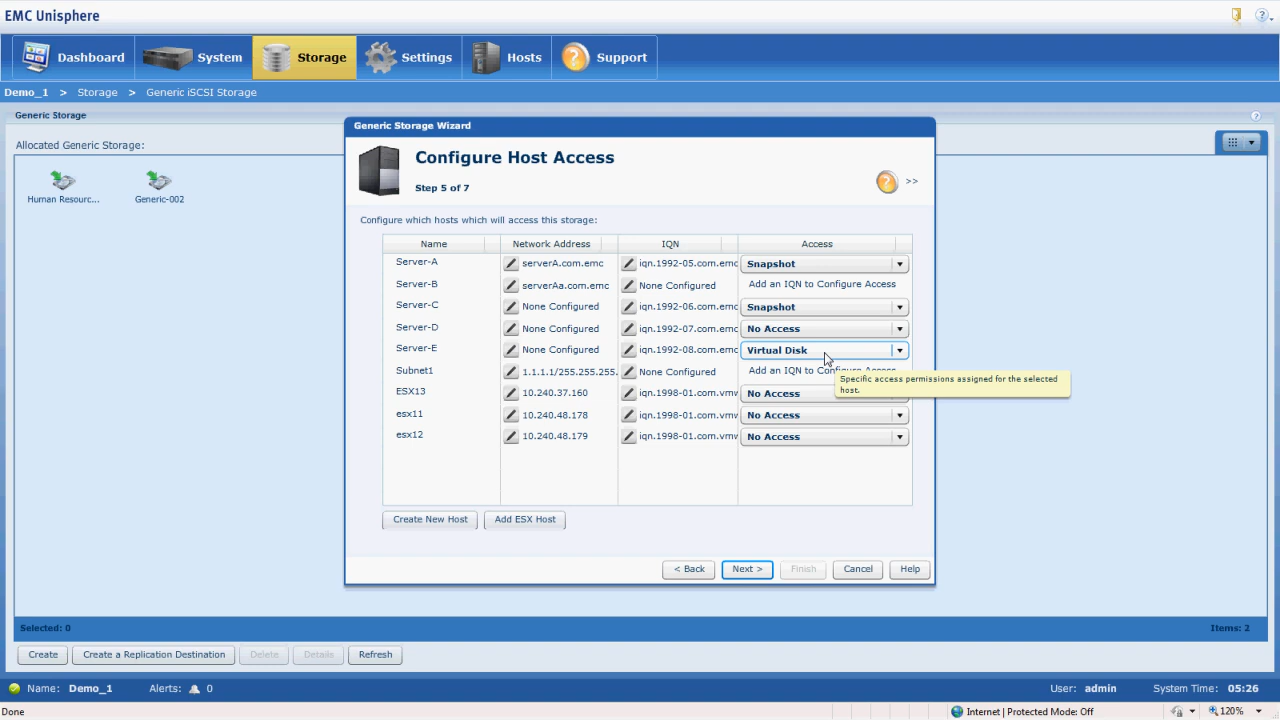 EMC Unisphere
Dashboard
System
Storage
Settings
Hosts
Support
Demo_1 > Storage > Generic iSCSI Storage
Generic Storage
Allocated Generic Storage:
Human Resourc...
Generic-002
Generic Storage Wizard
Configure Host Access
Step 5 of 7
>>
Configure which hosts which will access this storage:
Name Network Address IQN Access
Server-A serverA.com.emc iqn.1992-05.com.emc Snapshot
Server-B serverAa.com.emc None Configured Add an IQN to Configure Access
Server-C None Configured iqn.1992-06.com.emc Snapshot
Server-D None Configured iqn.1992-07.com.emc No Access
Server-E None Configured iqn.1992-08.com.emc Virtual Disk
Subnet1 1.1.1.1/255.255.255. None Configured Add an IQN to Configure Access
Specific access permissions assigned for the selected
host.
ESX13 10.240.37.160 iqn.1998-01.com.vmw No Access
esx11 10.240.48.178 iqn.1998-01.com.vmw No Access
esx12 10.240.48.179 iqn.1998-01.com.vmw No Access
Create New Host Add ESX Host
< Back Next > Finish Cancel Help
Selected: 0 Items: 2
Create Create a Replication Destination Delete Details Refresh
Name: Demo_1 Alerts: 0 User: admin System Time: 05:26
Done Internet | Protected Mode: Off 120%